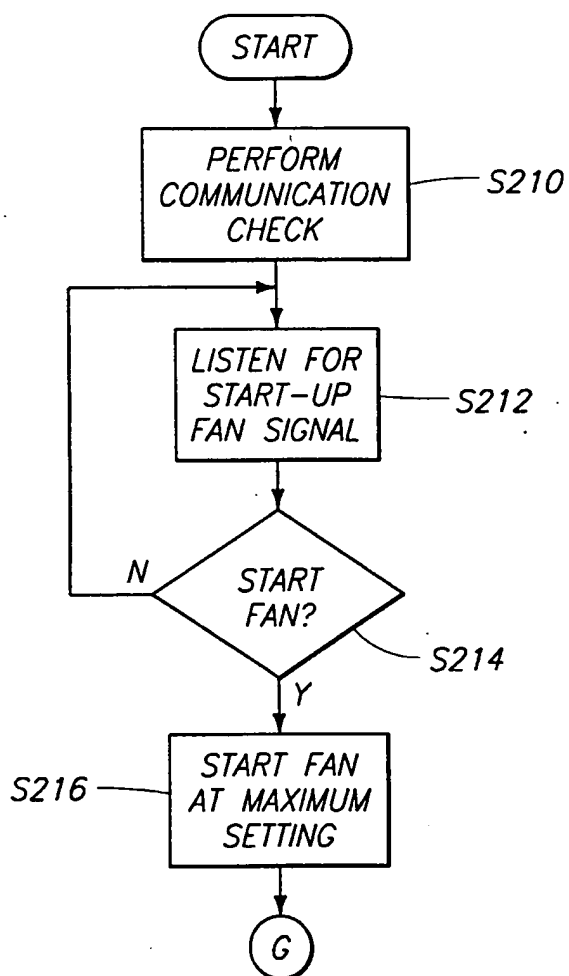 START
PERFORM
COMMUNICATION
CHECK
S210
LISTEN FOR
START-UP
FAN SIGNAL
S212
N
START
FAN?
S214
Y
S216
START FAN
AT MAXIMUM
SETTING
G